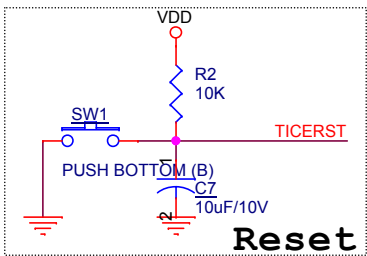 VDD
R2
10K
SW1
TICERST
PUSH BOTTOM (B)
1
C7
10uF/10V
2
Reset